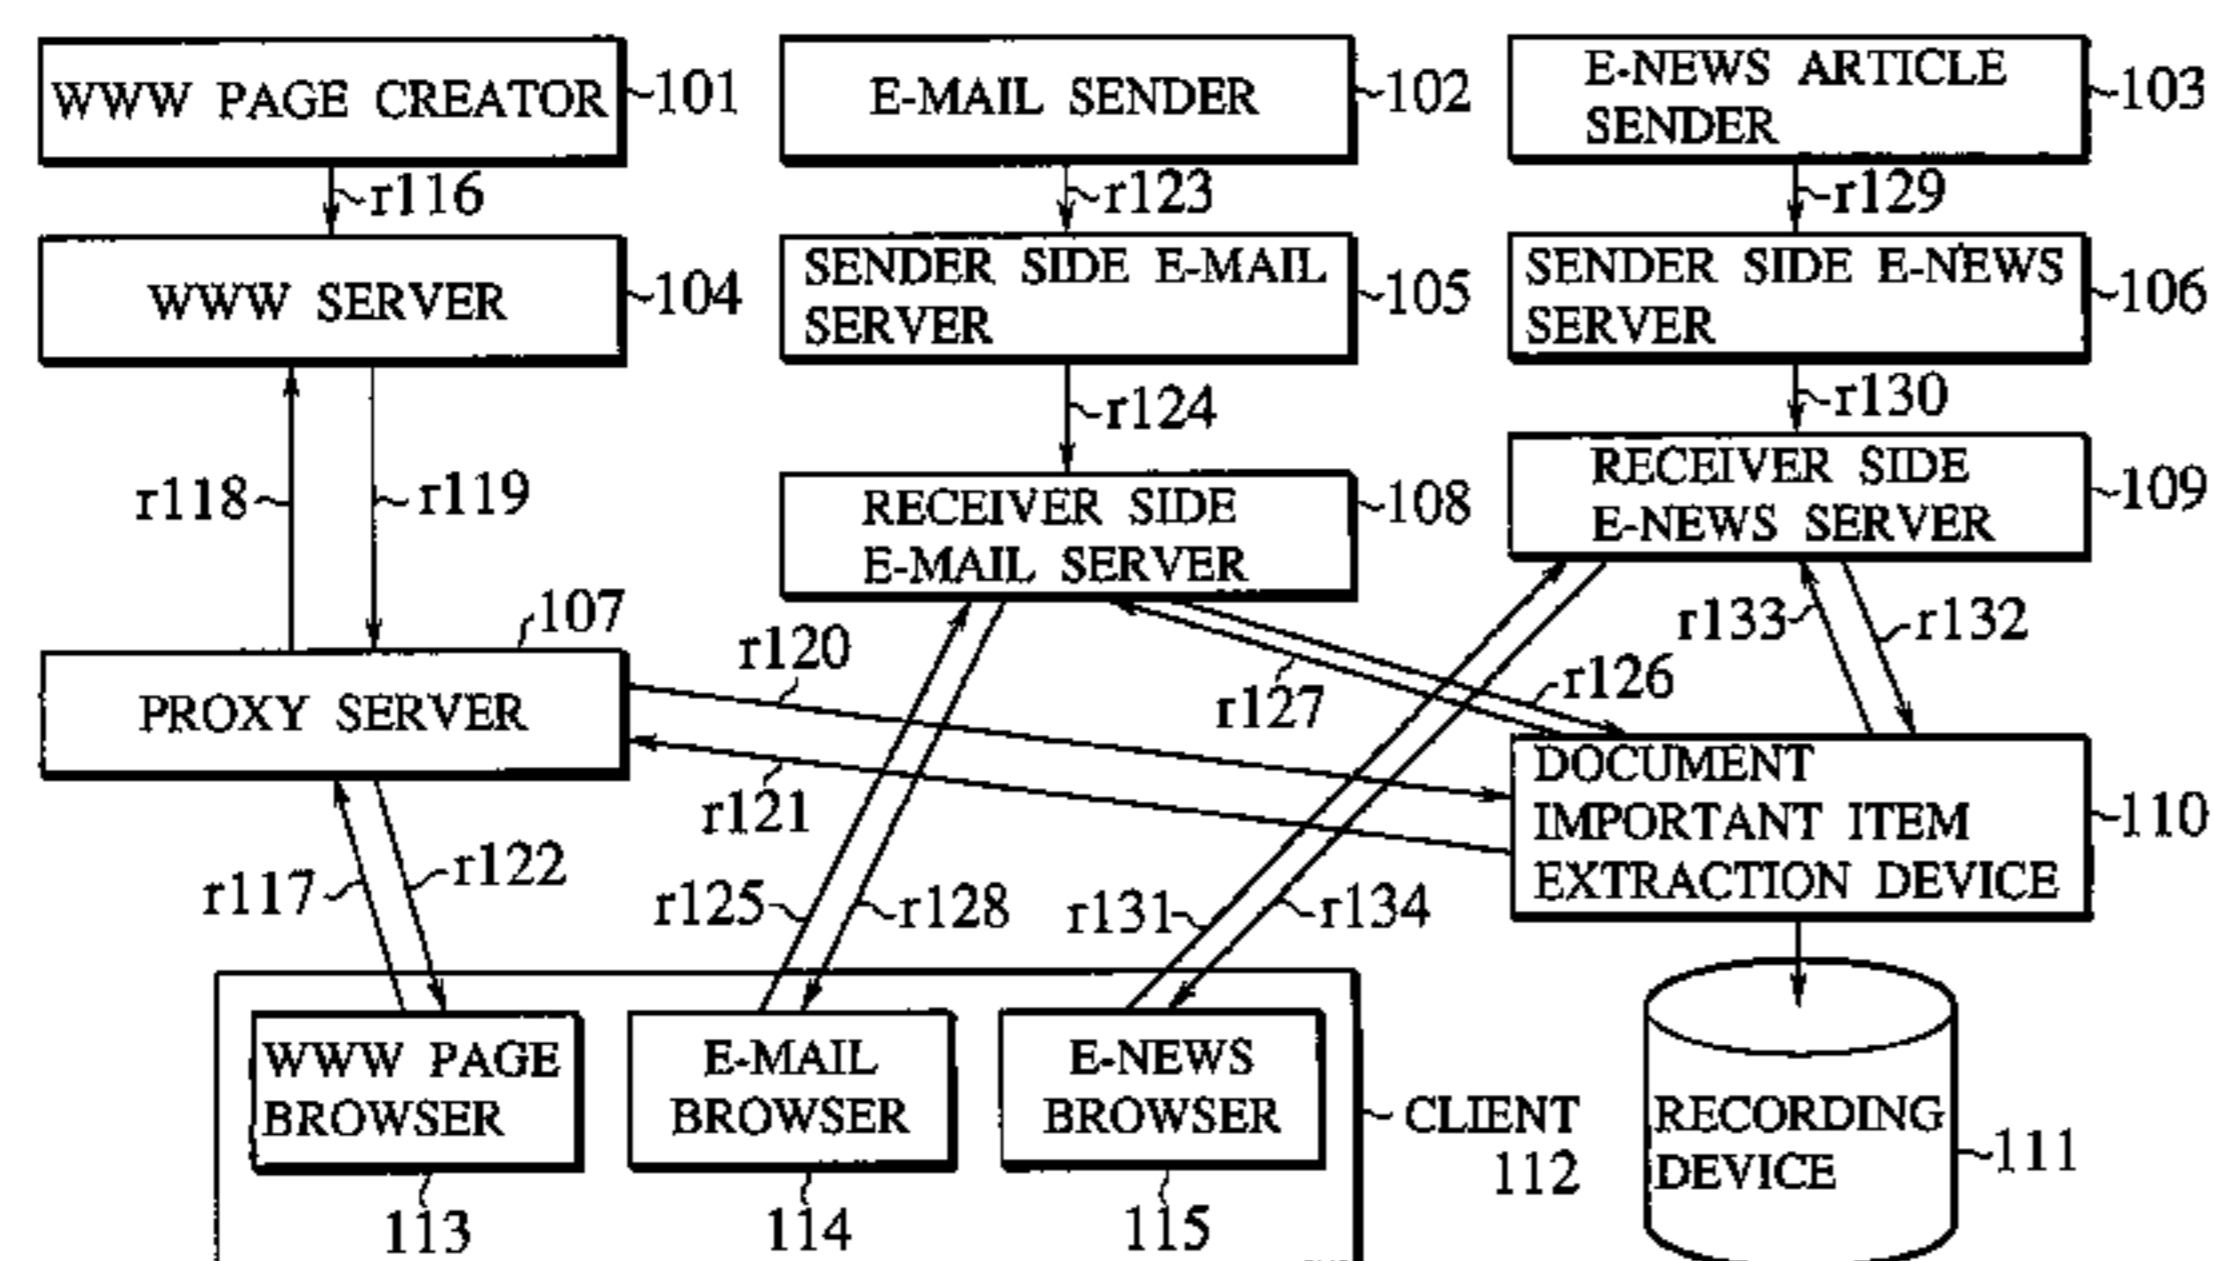 WWW PAGE CREATOR
101
E-MAIL SENDER
102
E-NEWS ARTICLE
SENDER
103
r116
r123
r129
WWW SERVER
104
SENDER SIDE E-MAIL
SERVER
105
SENDER SIDE E-NEWS
SERVER
106
r124
r130
r118
r119
RECEIVER SIDE
E-MAIL SERVER
108
RECEIVER SIDE
E-NEWS SERVER
109
107
r120
r127
r126
r133
r132
PROXY SERVER
r121
DOCUMENT
IMPORTANT ITEM
EXTRACTION DEVICE
110
r117
r122
r125
r128
r131
r134
WWW PAGE
BROWSER
113
E-MAIL
BROWSER
114
E-NEWS
BROWSER
115
CLIENT
112
RECORDING
DEVICE
111